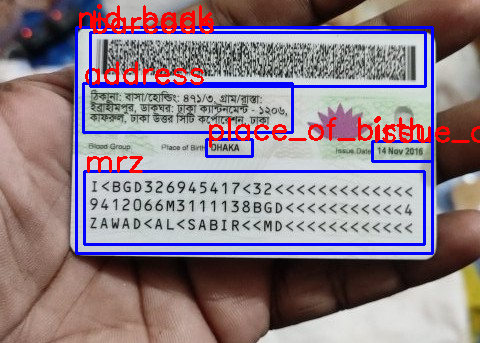 nid_back
barcode
address
ঠিকানা: বাসা/হোল্ডিং: ৪৭১/৩, গ্রাম/রাস্তা:
ইব্রাহীমপুর, ডাকঘর: ঢাকা ক্যান্টনমেন্ট - ১২০৬,
কাফরুল, ঢাকা উত্তর সিটি কর্পোরেশন, ঢাকা
place_of_birth
Blood Group Place of Birth DHAKA Issue Date 14 Nov 2016
mrz
I<BGD326945417<32<<<<<<<<<<<<<
9412066M3111138BGD<<<<<<<<<<<4
ZAWAD<AL<SABIR<<MD<<<<<<<<<<<<